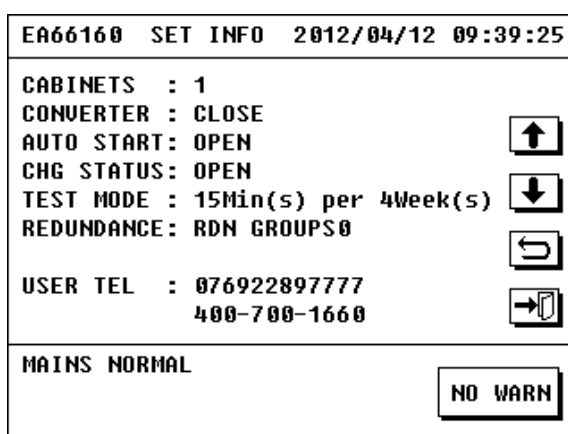 EA66160 SET INFO 2012/04/12 09:39:25
CABINETS : 1
CONVERTER : CLOSE
AUTO START: OPEN
CHG STATUS: OPEN
TEST MODE : 15Min(s) per 4Week(s)
REDUNDANCE: RDN GROUPS0
USER TEL : 076922897777
400-700-1660
MAINS NORMAL
NO WARN